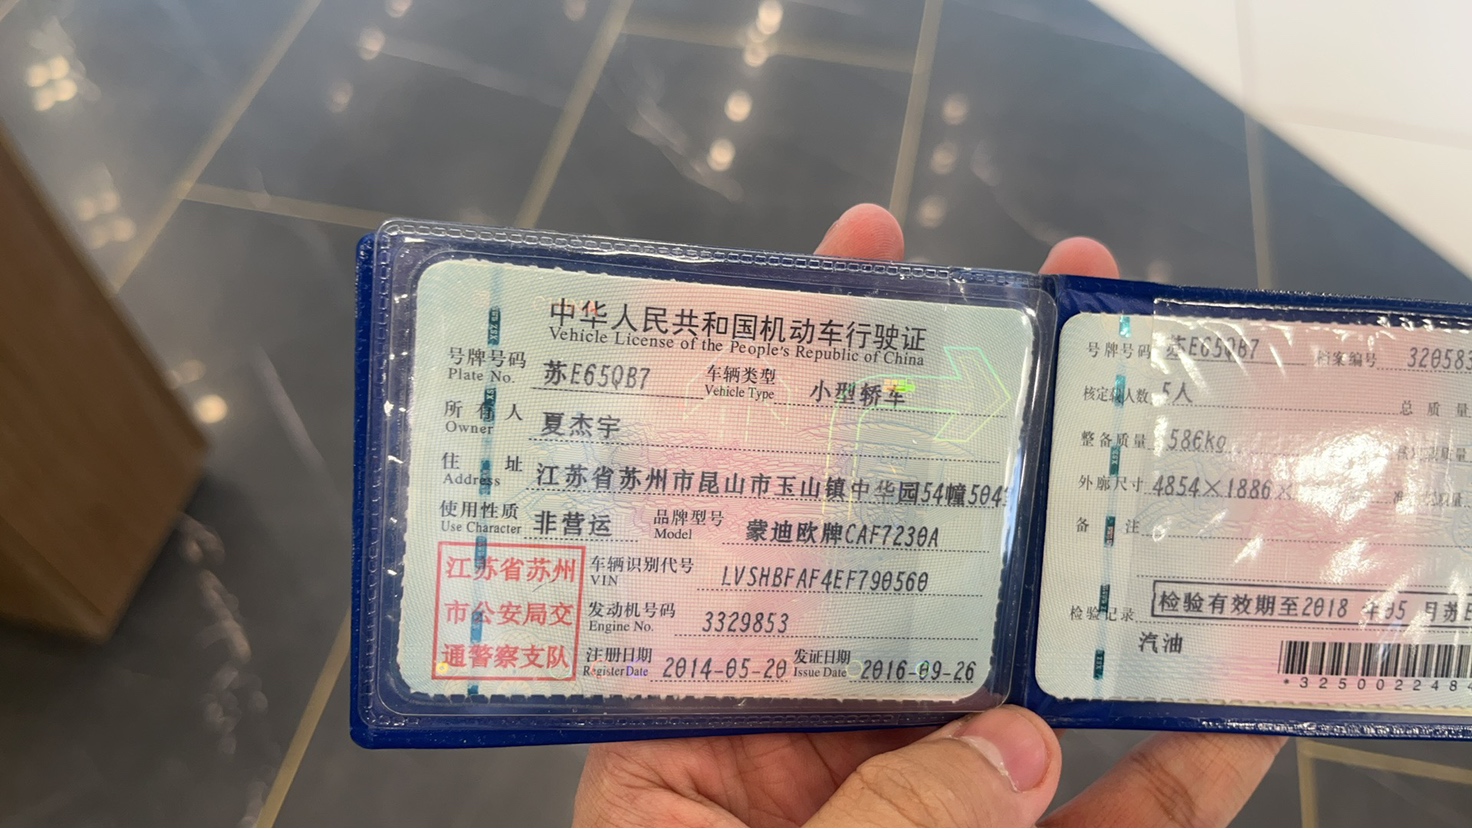 中华人民共和国机动车行驶证
Vehicle License of the People's Republic of China
号牌号码 苏E65QB7 车辆类型 小型轿车
Plate No. Vehicle Type
所有人 夏杰宇
Owner
住址 江苏省苏州市昆山市玉山镇中华园54幢504
Address
使用性质 非营运 品牌型号 蒙迪欧牌CAF7230A
Use Character Model
江苏省苏州
市公安局交
通警察支队
车辆识别代号 LVSHBFAF4EF790560
VIN
发动机号码 3329853
Engine No.
注册日期 2014-05-20 发证日期 2016-09-26
Register Date Issue Date
号牌号码 苏E65QB7 档案编号 320583
核定载人数 5人 总质量
整备质量 586kg
外廓尺寸 4854×1886×
备注
检验记录 检验有效期至2018年05月苏E
汽油
*325002248